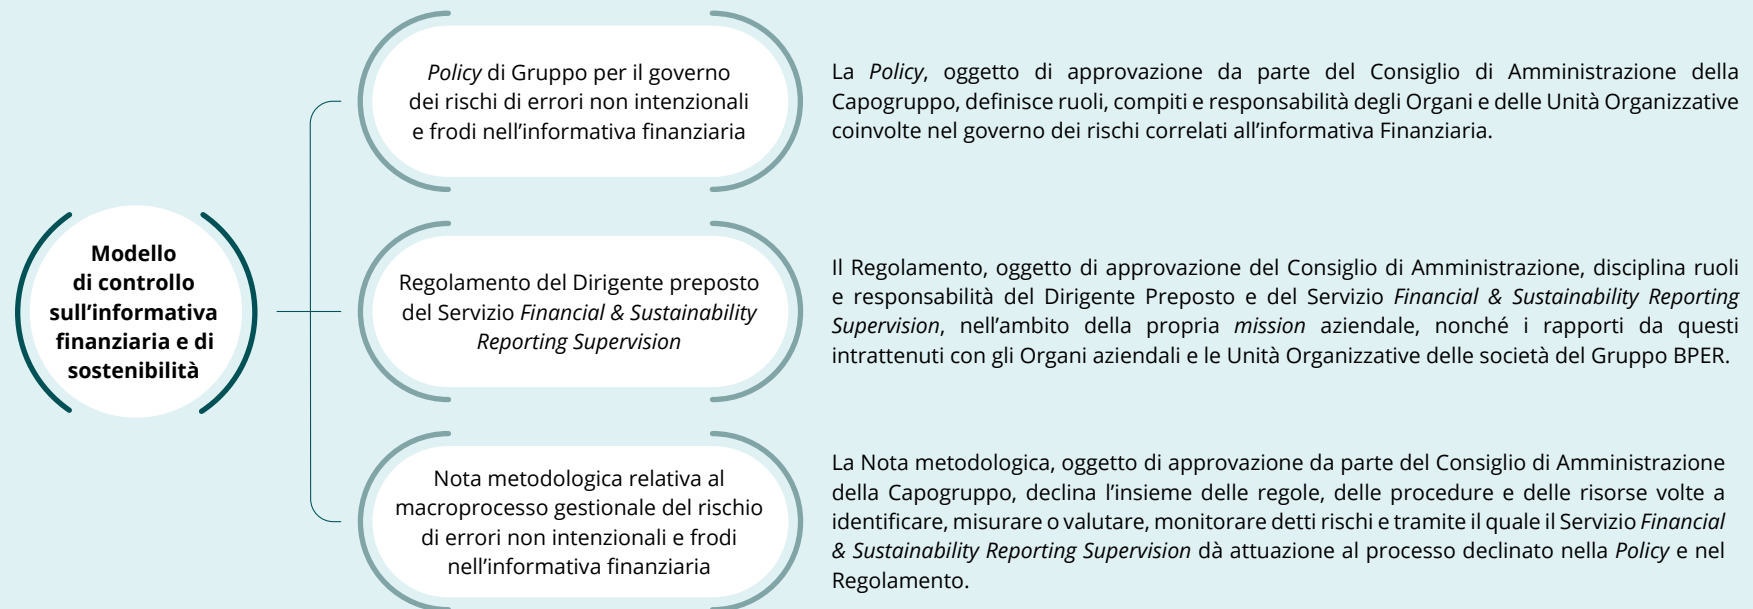 Modello
di controllo
sull'informativa
finanziaria e di
sostenibilità
Policy di Gruppo per il governo
dei rischi di errori non intenzionali
e frodi nell'informativa finanziaria
La Policy, oggetto di approvazione da parte del Consiglio di Amministrazione della
Capogruppo, definisce ruoli, compiti e responsabilità degli Organi e delle Unità Organizzative
coinvolte nel governo dei rischi correlati all'informativa Finanziaria.
Regolamento del Dirigente preposto
del Servizio Financial & Sustainability
Reporting Supervision
Il Regolamento, oggetto di approvazione del Consiglio di Amministrazione, disciplina ruoli
e responsabilità del Dirigente Preposto e del Servizio Financial & Sustainability Reporting
Supervision, nell'ambito della propria mission aziendale, nonché i rapporti da questi
intrattenuti con gli Organi aziendali e le Unità Organizzative delle società del Gruppo BPER.
Nota metodologica relativa al
macroprocesso gestionale del rischio
di errori non intenzionali e frodi
nell'informativa finanziaria
La Nota metodologica, oggetto di approvazione da parte del Consiglio di Amministrazione
della Capogruppo, declina l'insieme delle regole, delle procedure e delle risorse volte a
identificare, misurare o valutare, monitorare detti rischi e tramite il quale il Servizio Financial
& Sustainability Reporting Supervision dà attuazione al processo declinato nella Policy e nel
Regolamento.